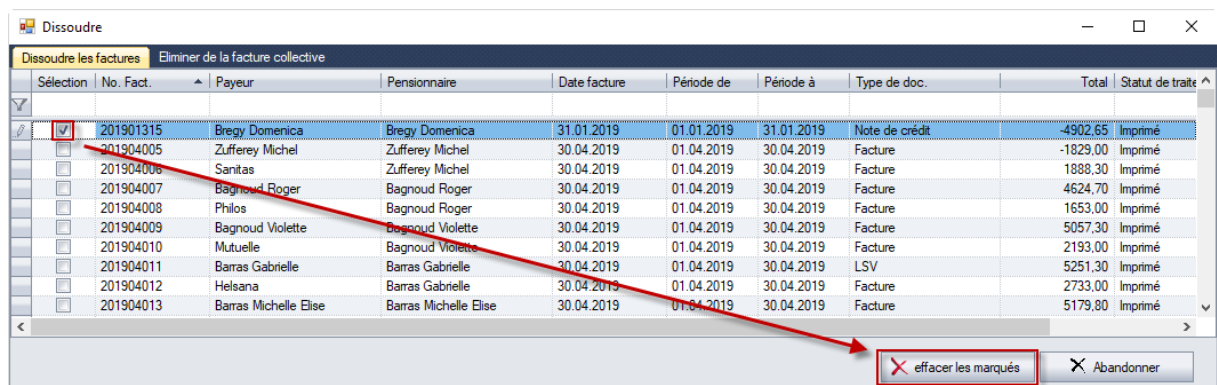 Dissoudre
Dissoudre les factures Eliminer de la facture collective
Sélection No. Fact. Payeur Pensionnaire Date facture Période de Période à Type de doc. Total Statut de traite
201901315 Bregy Domenica Bregy Domenica 31.01.2019 01.01.2019 31.01.2019 Note de crédit -4902,65 Imprimé
201904005 Zufferey Michel Zufferey Michel 30.04.2019 01.04.2019 30.04.2019 Facture -1829,00 Imprimé
201904006 Sanitas Zufferey Michel 30.04.2019 01.04.2019 30.04.2019 Facture 1888,30 Imprimé
201904007 Bagnoud Roger Bagnoud Roger 30.04.2019 01.04.2019 30.04.2019 Facture 4624,70 Imprimé
201904008 Philos Bagnoud Roger 30.04.2019 01.04.2019 30.04.2019 Facture 1653,00 Imprimé
201904009 Bagnoud Violette Bagnoud Violette 30.04.2019 01.04.2019 30.04.2019 Facture 5057,30 Imprimé
201904010 Mutuelle Bagnoud Violette 30.04.2019 01.04.2019 30.04.2019 Facture 2193,00 Imprimé
201904011 Barras Gabrielle Barras Gabrielle 30.04.2019 01.04.2019 30.04.2019 LSV 5251,30 Imprimé
201904012 Helsana Barras Gabrielle 30.04.2019 01.04.2019 30.04.2019 Facture 2733,00 Imprimé
201904013 Barras Michelle Elise Barras Michelle Elise 30.04.2019 01.04.2019 30.04.2019 Facture 5179,80 Imprimé
effacer les marqués Abandonner